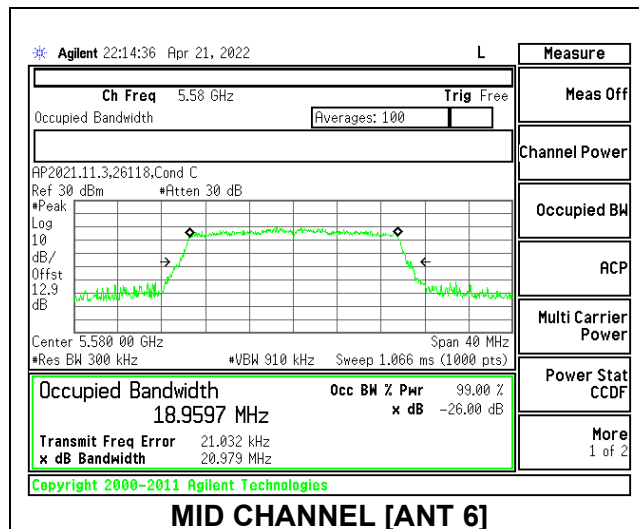 Agilent 22:14:36 Apr 21, 2022 L
Measure
Ch Freq 5.58 GHz Trig Free
Meas Off
Occupied Bandwidth Averages: 100
Channel Power
AP2021.11.3,26118,Cond C
Ref 30 dBm #Atten 30 dB
#Peak
Log
10
dB/
Offst
12.9
dB
Occupied BW
ACP
Center 5.580 00 GHz Span 40 MHz
#Res BW 300 kHz #VBW 910 kHz Sweep 1.066 ms (1000 pts)
Multi Carrier
Power
Occupied Bandwidth Occ BW % Pwr 99.00 %
18.9597 MHz x dB -26.00 dB
Power Stat
CCDF
Transmit Freq Error 21.032 kHz
x dB Bandwidth 20.979 MHz
More
1 of 2
Copyright 2000-2011 Agilent Technologies
MID CHANNEL [ANT 6]